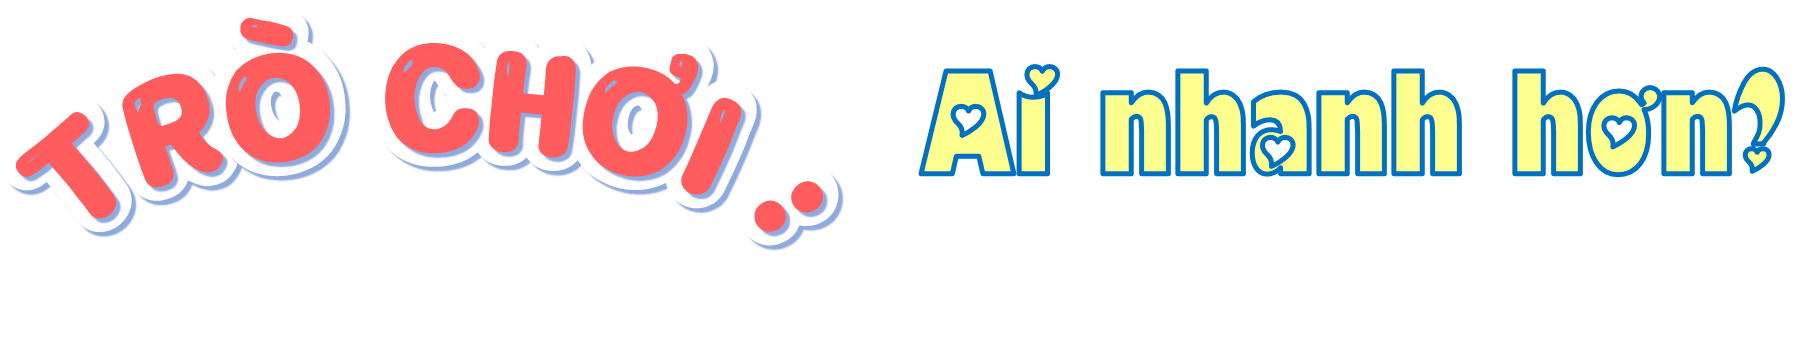 TRÒ CHƠI : Ai nhanh hơn?